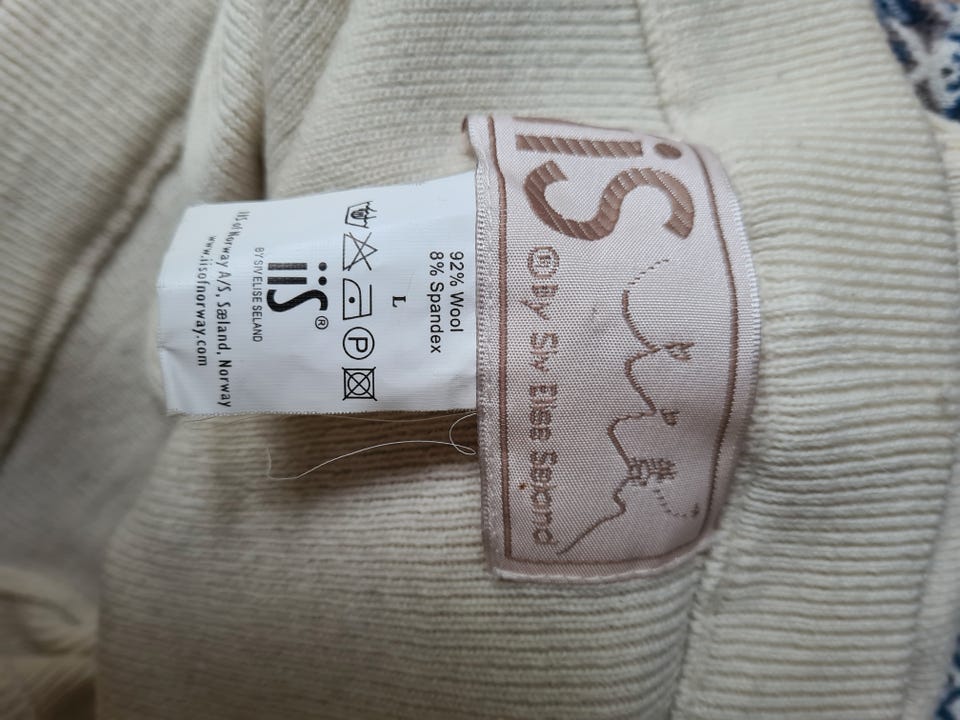 iiS
® By Siv Elise Seland
92% Wool
8% Spandex
L
P
iiS®
BY SIV ELISE SELAND
iiS of Norway A/S, Sæland, Norway
www.iisofnorway.com